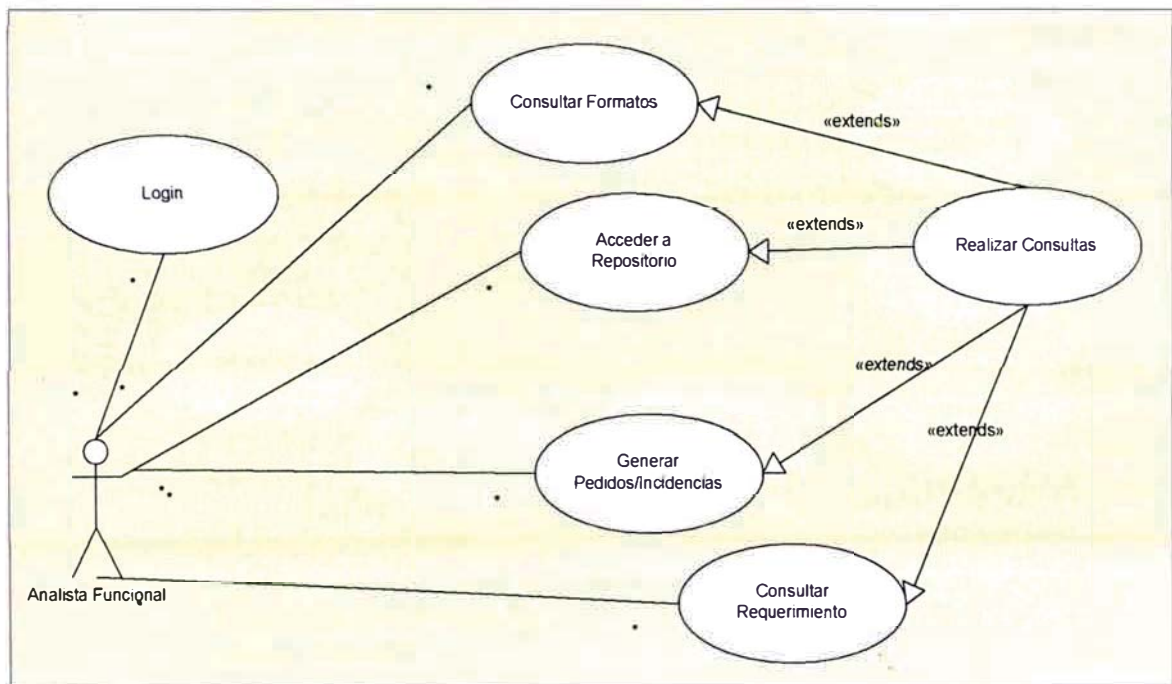 Consultar Formatos
«extends»
Login
Acceder a
Repositorio
«extends»
Realizar Consultas
«extends»
«extends»
Generar
Pedidos/Incidencias
Consultar
Requerimiento
Analista Funcional